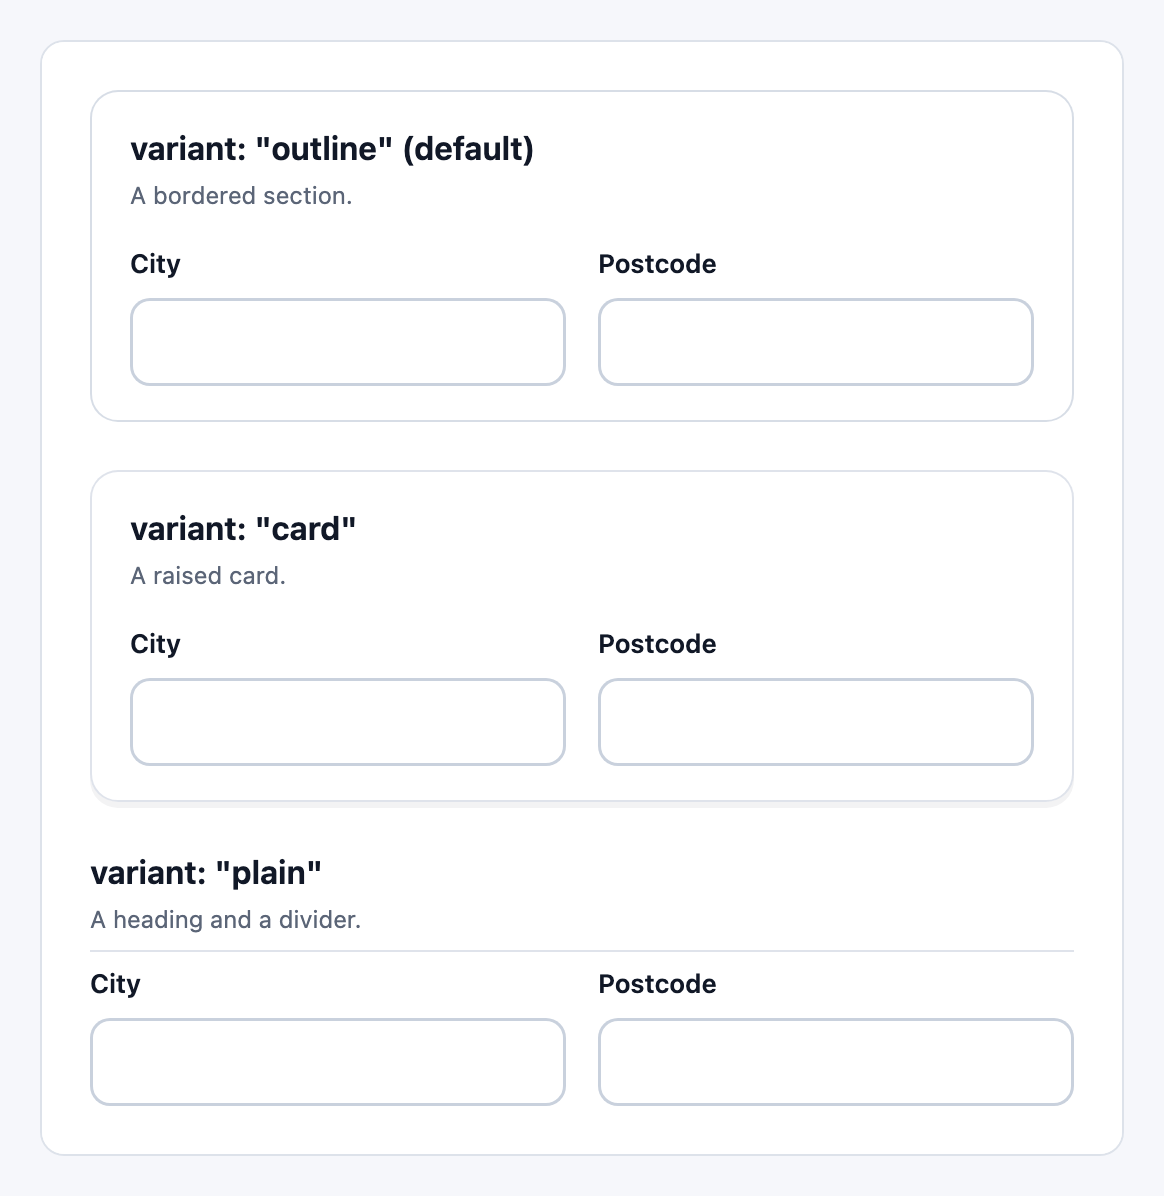 variant: "outline" (default)
A bordered section.
City Postcode
variant: "card"
A raised card.
City Postcode
variant: "plain"
A heading and a divider.
City Postcode